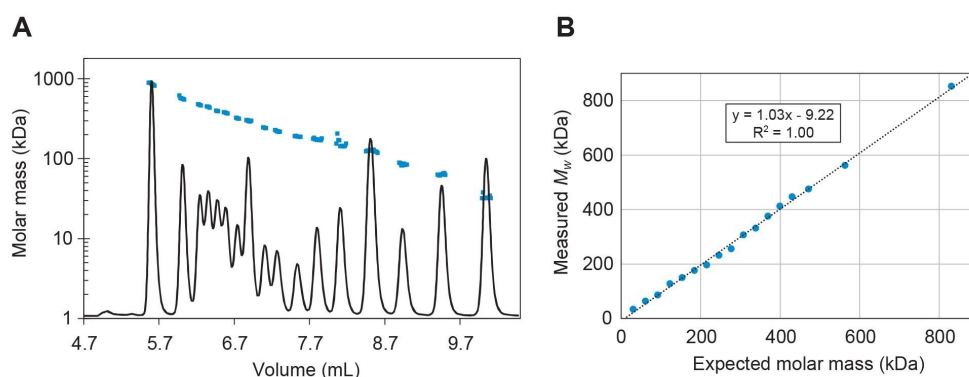 A
Molar mass (kDa)
1000
100
10
1
4.7 5.7 6.7 7.7 8.7 9.7
Volume (mL)
B
Measured Mw (kDa)
800
600
400
200
0
y = 1.03x - 9.22
R² = 1.00
0 200 400 600 800
Expected molar mass (kDa)